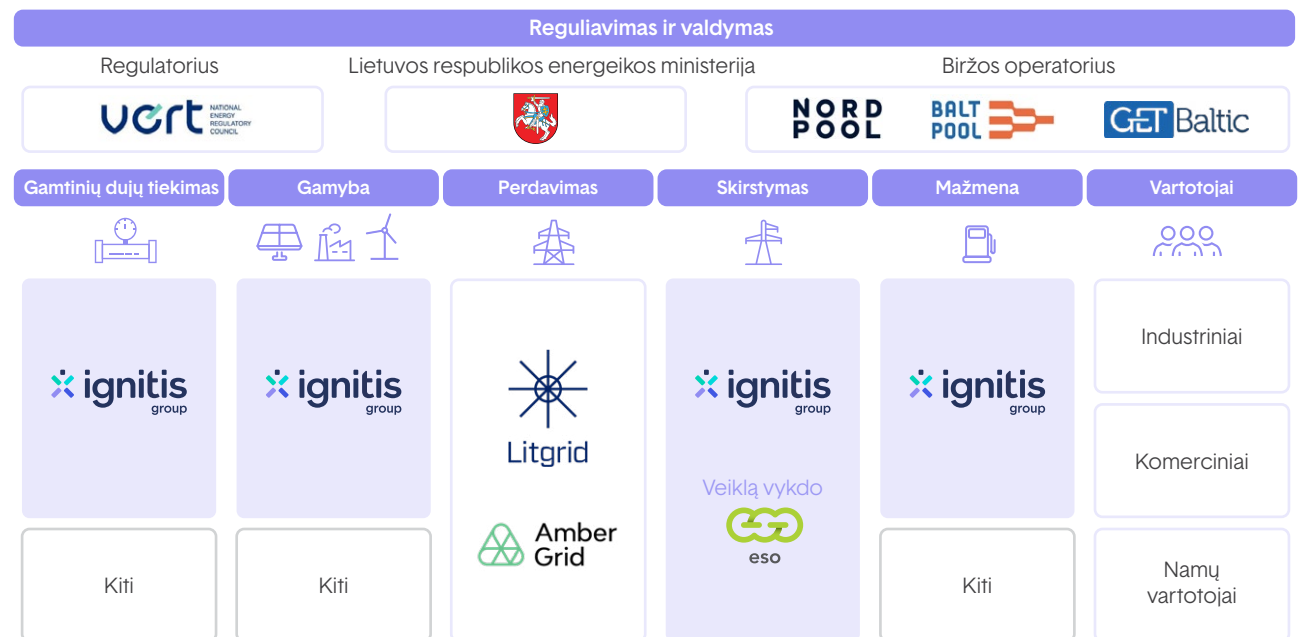 Reguliavimas ir valdymas
Regulatorius
Lietuvos respublikos energeikos ministerija
Biržos operatorius
vert
NATIONAL
ENERGY
REGULATORY
COUNCIL
NORD
POOL
BALT
POOL
GET Baltic
Gamtinių dujų tiekimas
Gamyba
Perdavimas
Skirstymas
Mažmena
Vartotojai
ignitis
group
Kiti
ignitis
group
Kiti
Litgrid
Amber
Grid
ignitis
group
Veiklą vykdo
eso
ignitis
group
Kiti
Industriniai
Komerciniai
Namų
vartotojai